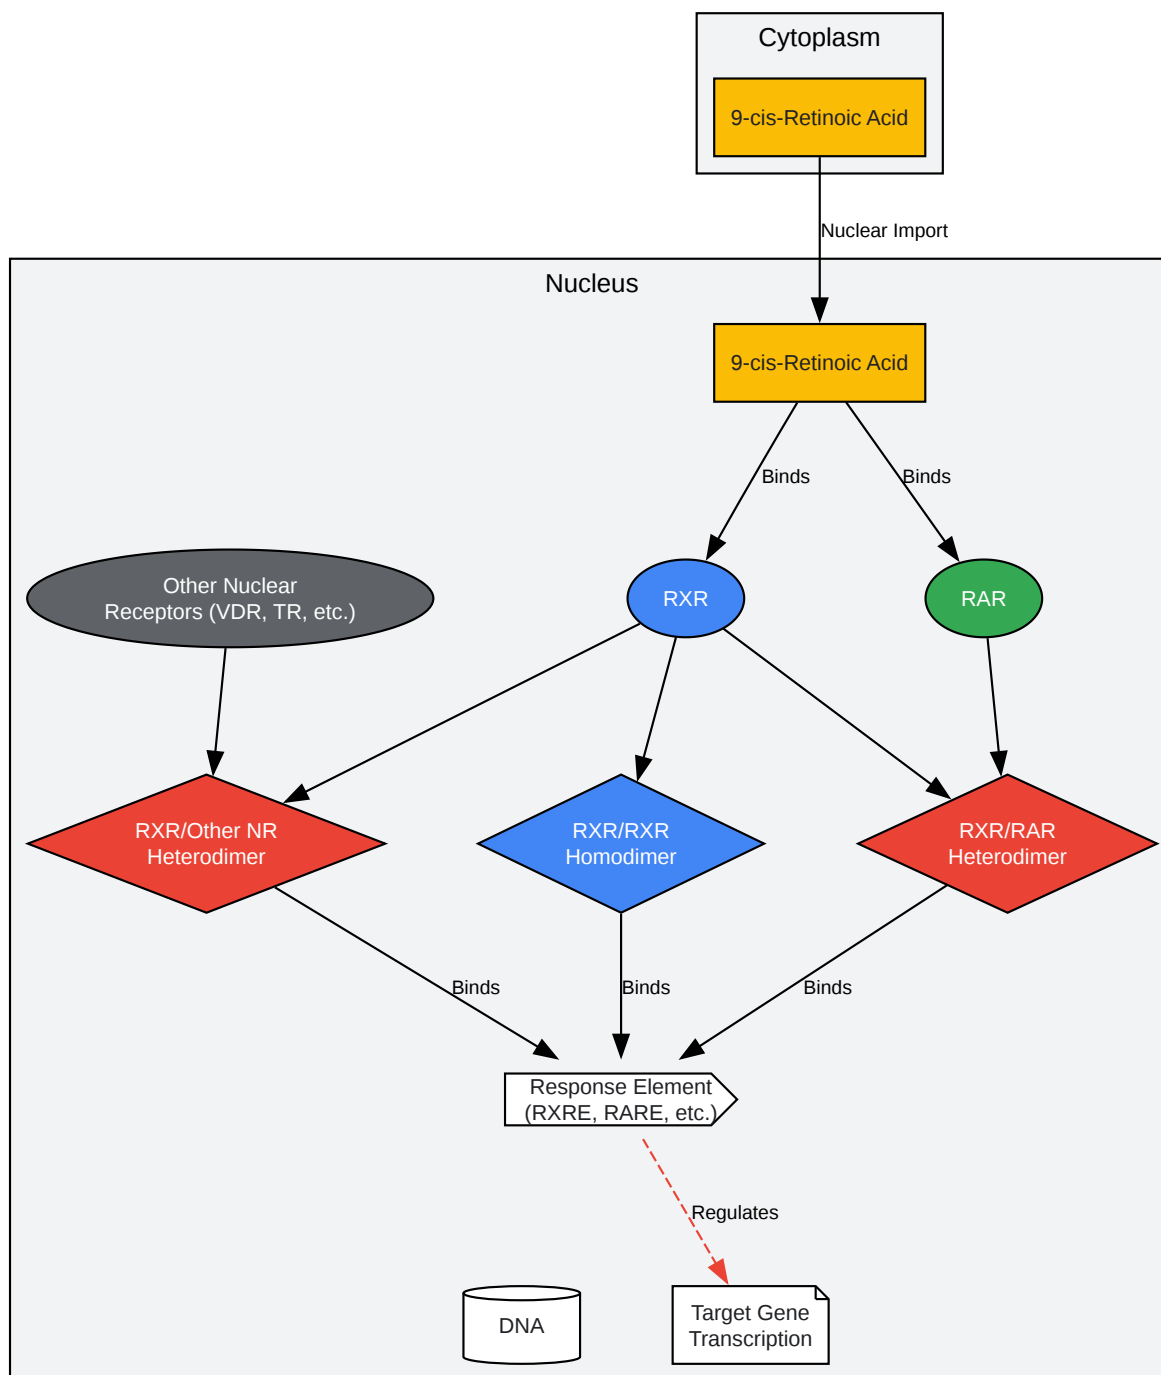 Cytoplasm
9-cis-Retinoic Acid
Nuclear Import
Nucleus
9-cis-Retinoic Acid
Binds
Binds
Other Nuclear
Receptors (VDR, TR, etc.)
RXR
RAR
RXR/Other NR
Heterodimer
RXR/RXR
Homodimer
RXR/RAR
Heterodimer
Binds
Binds
Binds
Response Element
(RXRE, RARE, etc.)
Regulates
DNA
Target Gene
Transcription